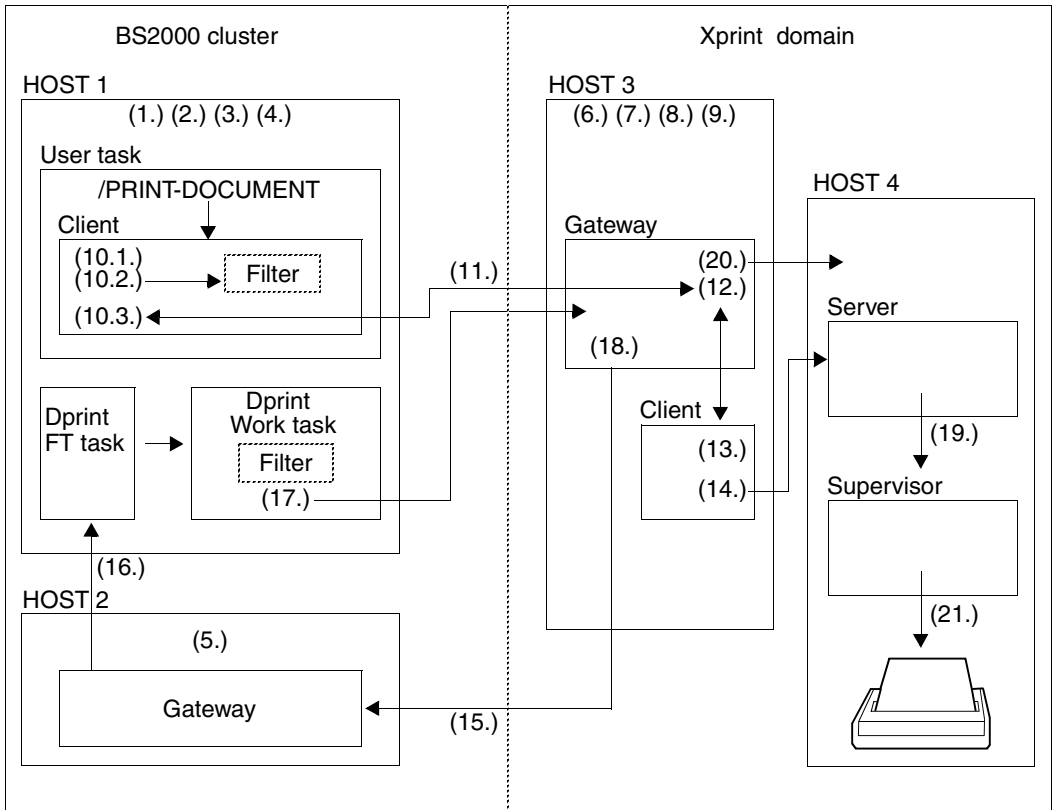 BS2000 cluster
HOST 1
(1.) (2.) (3.) (4.)
User task
/PRINT-DOCUMENT
Client
(10.1.)
(10.2.)
Filter
(10.3.)
Dprint
FT task
Dprint
Work task
Filter
(17.)
(16.)
HOST 2
(5.)
Gateway
(11.)
(15.)
Xprint domain
HOST 3
(6.) (7.) (8.) (9.)
Gateway
(20.)
(12.)
(18.)
Client
(13.)
(14.)
HOST 4
Server
(19.)
Supervisor
(21.)